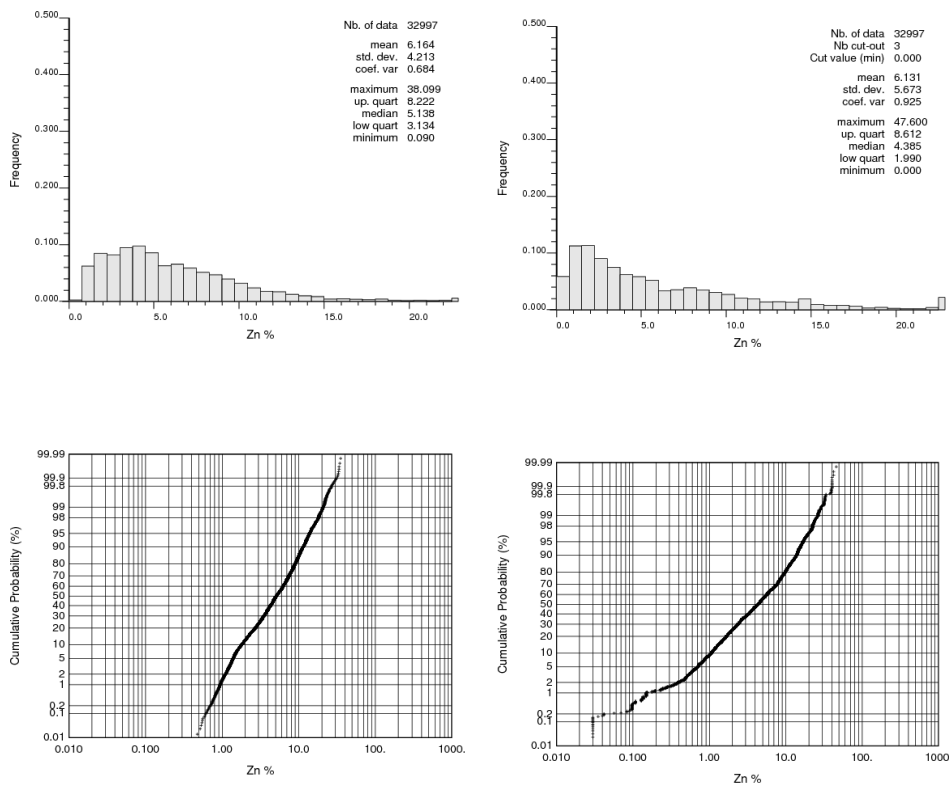 0.500
0.400
0.300
0.200
0.100
0.000
Frequency
0.0
5.0
10.0
15.0
20.0
Zn %
Nb. of data 32997
mean 6.164
std. dev. 4.213
coef. var 0.684
maximum 38.099
up. quart 8.222
median 5.138
low quart 3.134
minimum 0.090
0.500
0.400
0.300
0.200
0.100
0.000
Frequency
0.0
5.0
10.0
15.0
20.0
Zn %
Nb. of data 32997
Nb cut-out 3
Cut value (min) 0.000
mean 6.131
std. dev. 5.673
coef. var 0.925
maximum 47.600
up. quart 8.612
median 4.385
low quart 1.990
minimum 0.000
99.99
99.9
99.8
99
98
95
90
80
70
60
50
40
30
20
10
5
2
1
0.2
0.1
0.01
Cumulative Probability (%)
0.010
0.100
1.00
10.0
100.
1000.
Zn %
99.99
99.9
99.8
99
98
95
90
80
70
60
50
40
30
20
10
5
2
1
0.2
0.1
0.01
Cumulative Probability (%)
0.010
0.100
1.00
10.0
100.
1000
Zn %